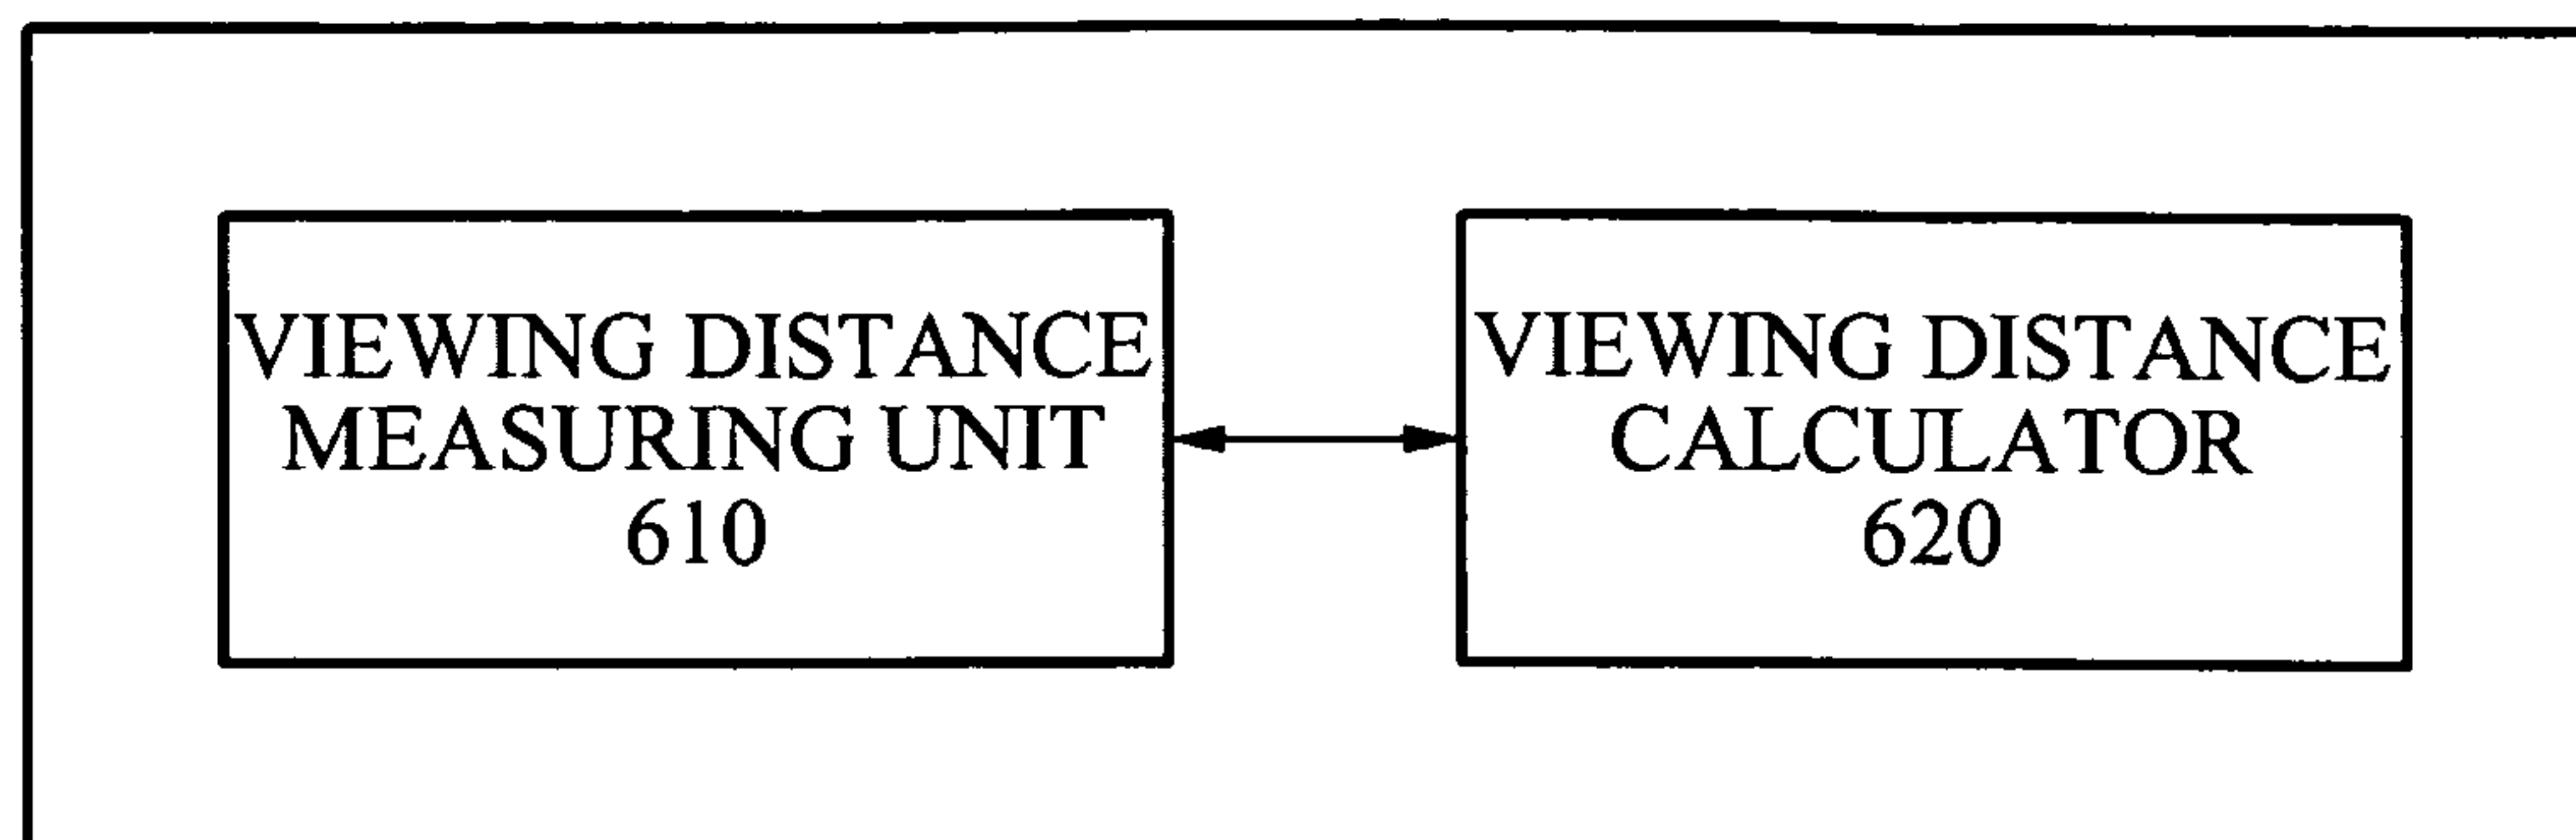 VIEWING DISTANCE
MEASURING UNIT
610
VIEWING DISTANCE
CALCULATOR
620